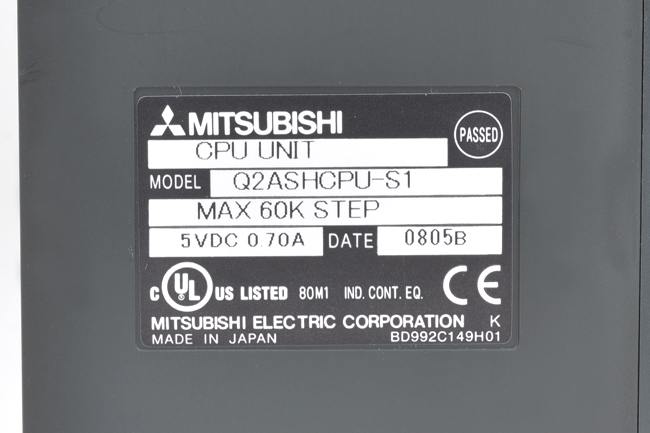 MITSUBISHI
PASSED
CPU UNIT
MODEL Q2ASHCPU-S1
MAX 60K STEP
5VDC 0.70A DATE 0805B
C UL US LISTED 80M1 IND. CONT. EQ. CE
MITSUBISHI ELECTRIC CORPORATION K
MADE IN JAPAN BD992C149H01